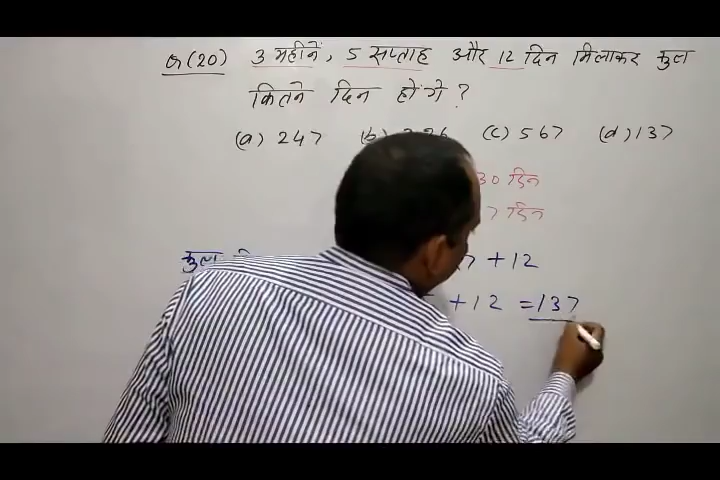 प्र(20) 3 महीनें, 5 सप्ताह और 12 दिन मिलाकर कुल
कितने दिन होंगे ?
(a) 247 (b) (c) 567 (d) 137
30 दिन
7 दिन
कुल 7 + 12
+ 12 = 137